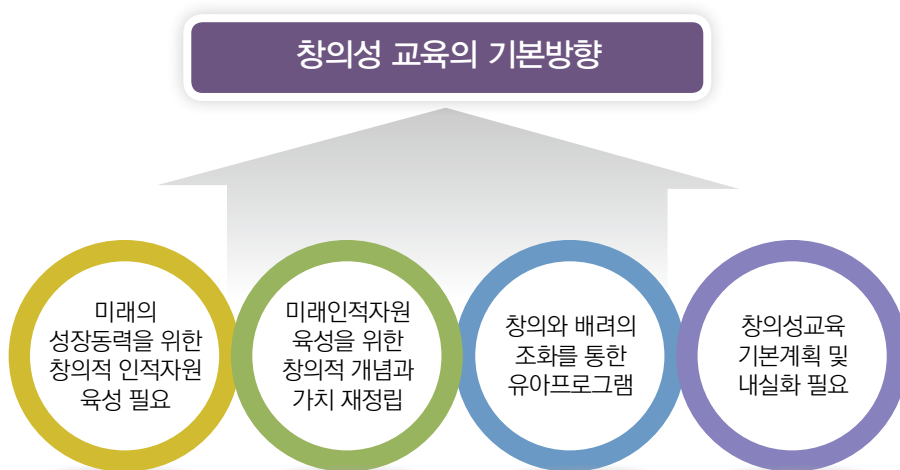 창의성 교육의 기본방향
미래의
성장동력을 위한
창의적 인적자원
육성 필요
미래인적자원
육성을 위한
창의적 개념과
가치 재정립
창의와 배려의
조화를 통한
유아프로그램
창의성교육
기본계획 및
내실화 필요